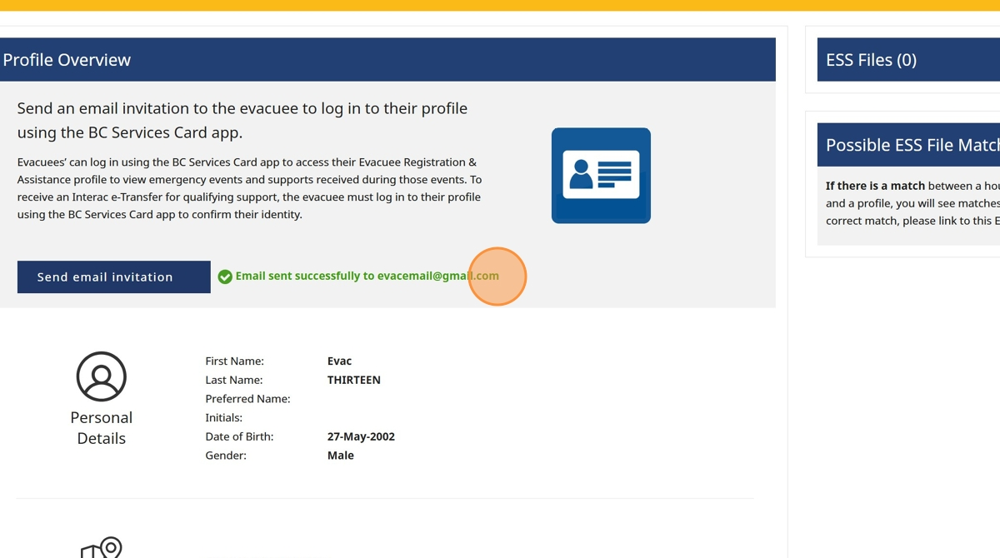 Profile Overview
Send an email invitation to the evacuee to log in to their profile
using the BC Services Card app.
Evacuees’ can log in using the BC Services Card app to access their Evacuee Registration &
Assistance profile to view emergency events and supports received during those events. To
receive an Interac e-Transfer for qualifying support, the evacuee must log in to their profile
using the BC Services Card app to confirm their identity.
Send email invitation
Email sent successfully to evacemail@gmail.com
First Name: Evac
Last Name: THIRTEEN
Preferred Name:
Initials:
Date of Birth: 27-May-2002
Gender: Male
Personal
Details
ESS Files (0)
Possible ESS File Match
If there is a match between a hou
and a profile, you will see matches
correct match, please link to this E